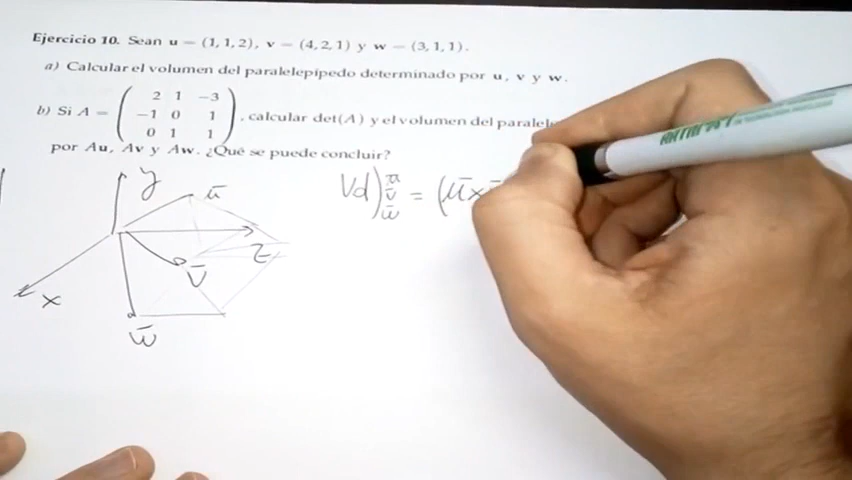 Ejercicio 10. Sean u = (1, 1, 2), v = (4, 2, 1) y w = (3, 1, 1).
a) Calcular el volumen del paralelepípedo determinado por u, v y w.
2 1 −3
b) Si A = ( −1 0 1 ) , calcular det(A) y el volumen del
0 1 1
por Au, Av y Aw. ¿Qué se puede concluir?
y
ū
Vol) ū v̄ w̄ = (ū x
z
v̄
x
w̄